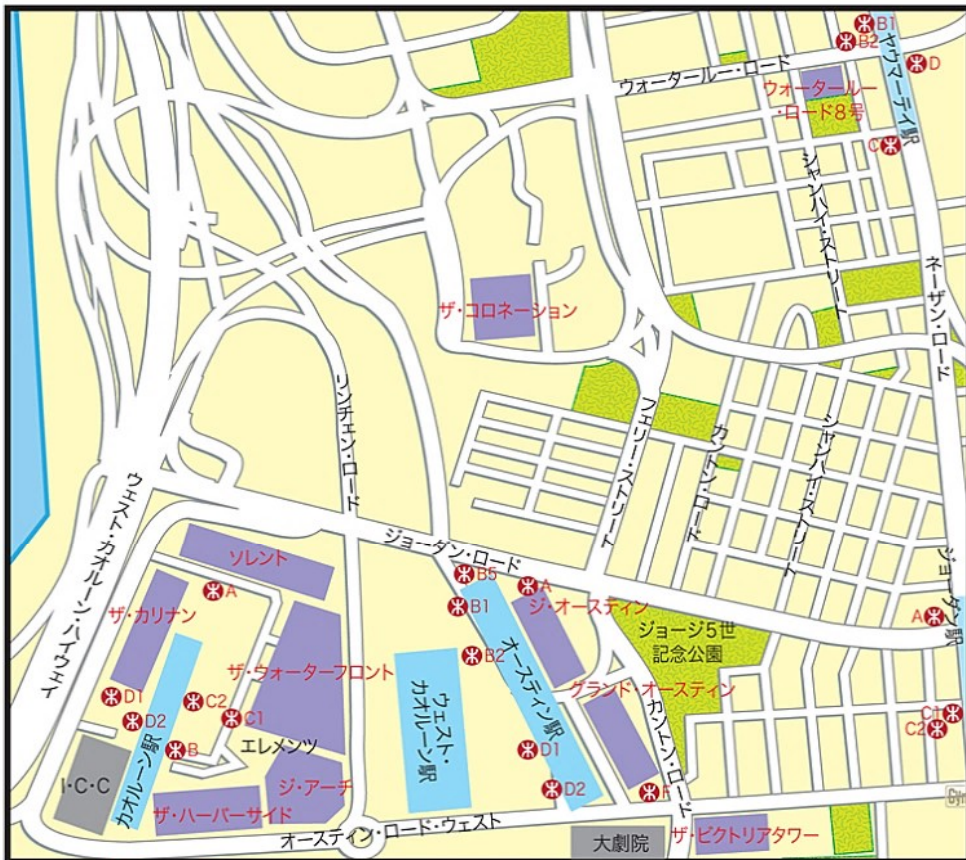 B1
B2
D
ヤウマーテイ駅
ウォータールー・ロード
ウォータールー
・ロード8号
C
シャンハイ・ストリート
ネーザン・ロード
ザ・コロネーション
リンチェン・ロード
フェリー・ストリート
カントン・ロード
シャンハイ・ストリート
ウェスト・カオルーン・ハイウェイ
ジョーダン・ロード
ジョーダン駅
ソレント
A
B5
A
B1
ジ・オースティン
ザ・カリナン
ジョージ5世
記念公園
A
オースティン駅
B2
ザ・ウォーターフロント
グランド・オースティン
ウェスト・
カオルーン駅
カントン・ロード
D1
C2
D2
C1
C1
C2
カオルーン駅
B
エレメンツ
D1
I・C・C
ジ・アーチ
D2
F
ザ・ハーバーサイド
オースティン・ロード・ウェスト
大劇院
ザ・ビクトリアタワー